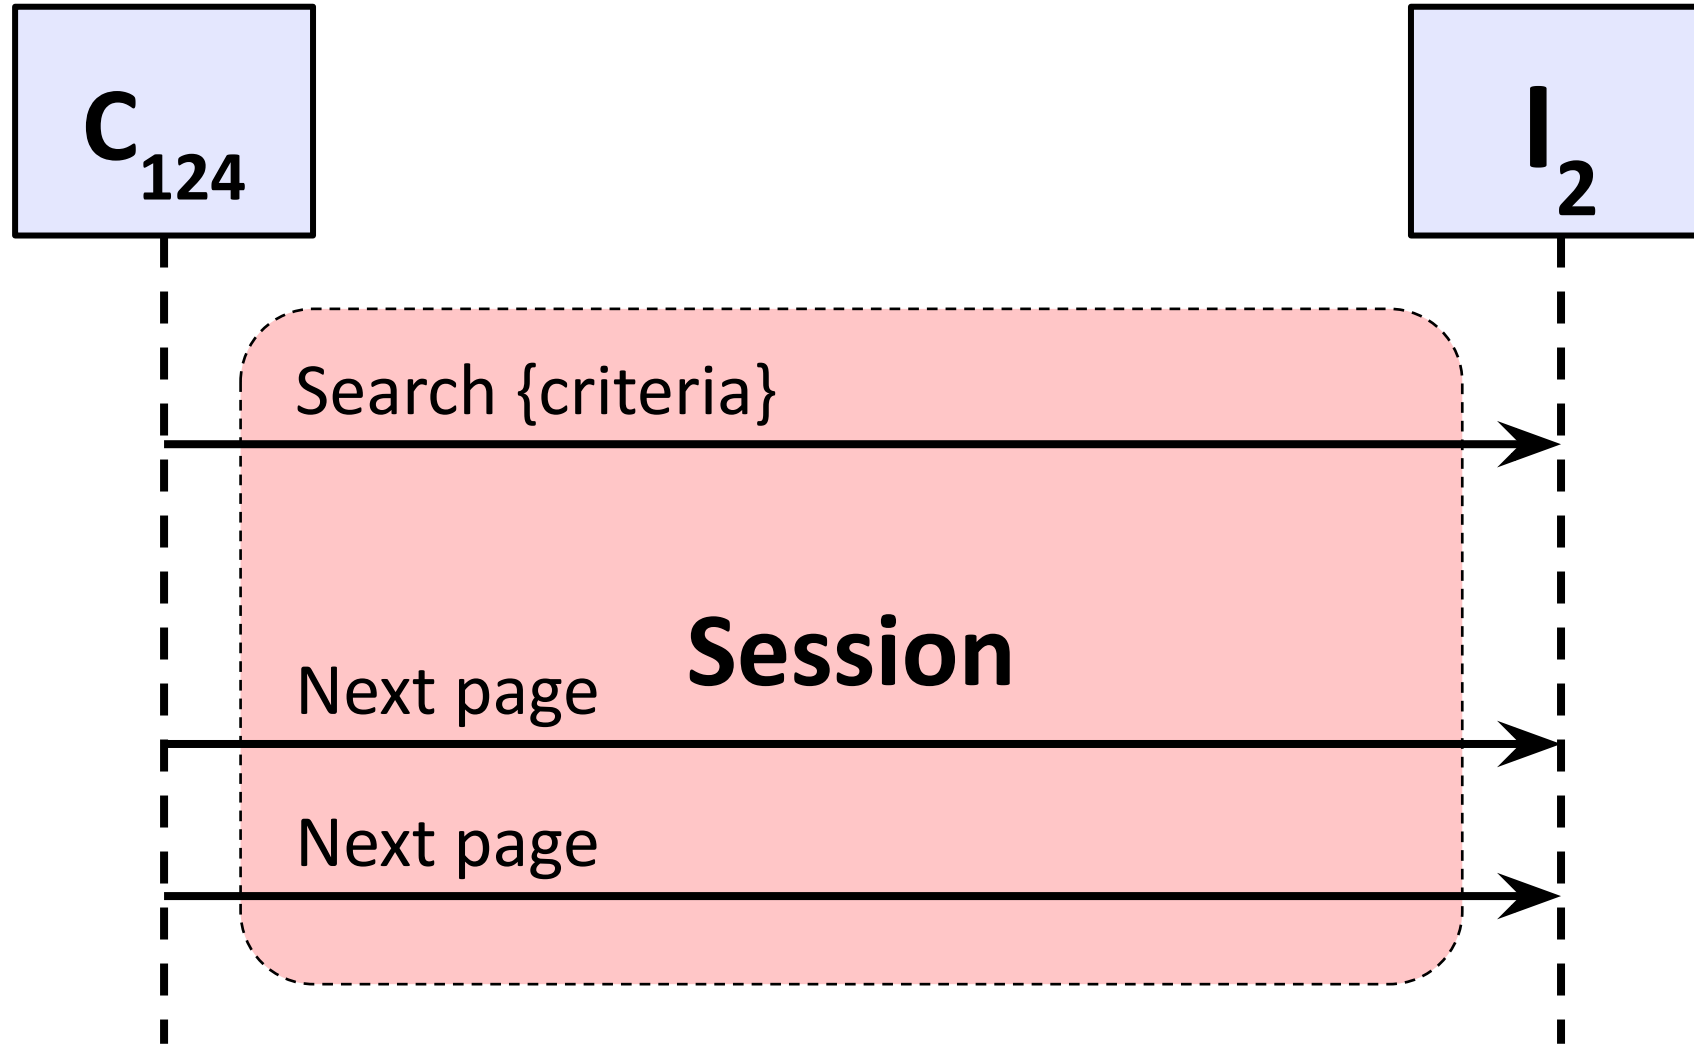 C124
I2
Search {criteria}
Session
Next page
Next page